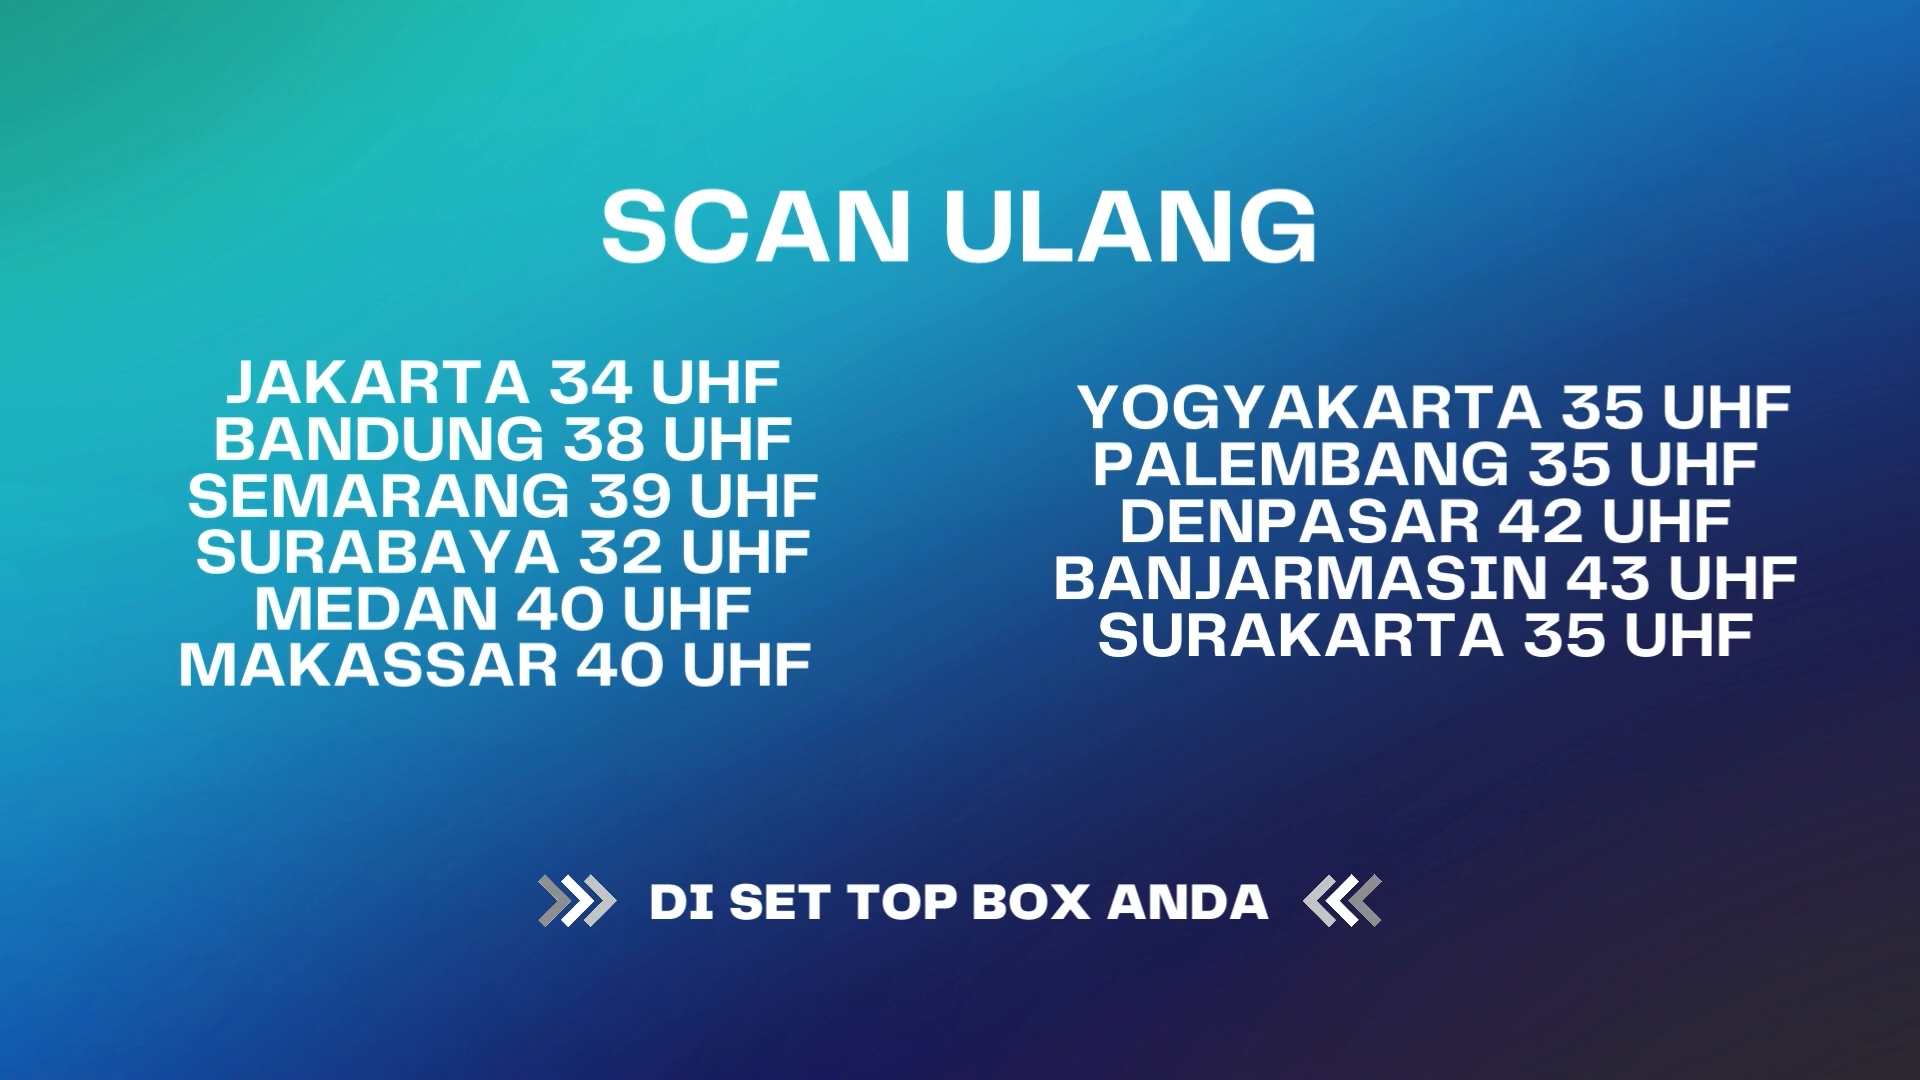 SCAN ULANG
JAKARTA 34 UHF
BANDUNG 38 UHF
SEMARANG 39 UHF
SURABAYA 32 UHF
MEDAN 40 UHF
MAKASSAR 40 UHF
YOGYAKARTA 35 UHF
PALEMBANG 35 UHF
DENPASAR 42 UHF
BANJARMASIN 43 UHF
SURAKARTA 35 UHF
DI SET TOP BOX ANDA